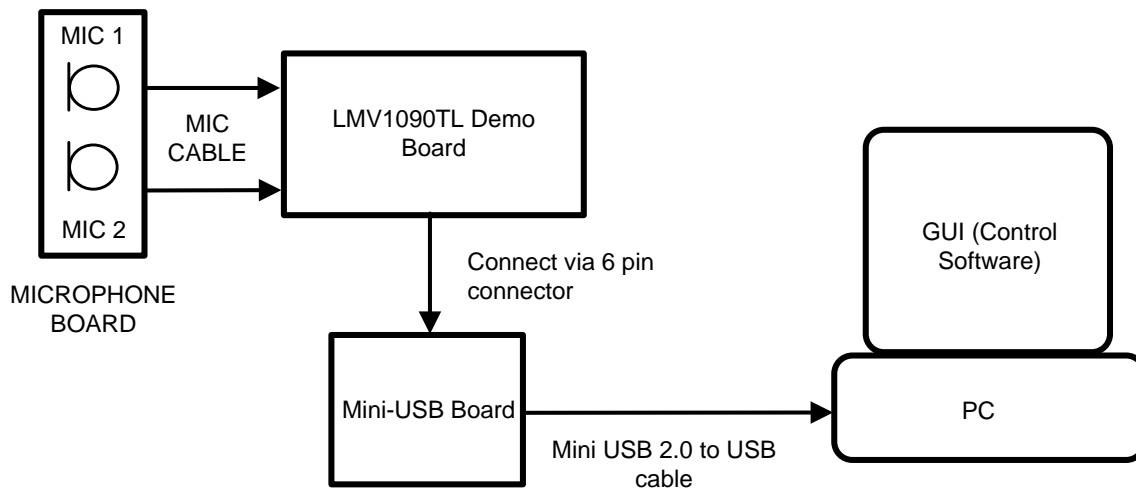 MIC 1
MIC
CABLE
MIC 2
MICROPHONE
BOARD
LMV1090TL Demo
Board
Connect via 6 pin
connector
Mini-USB Board
Mini USB 2.0 to USB
cable
GUI (Control
Software)
PC